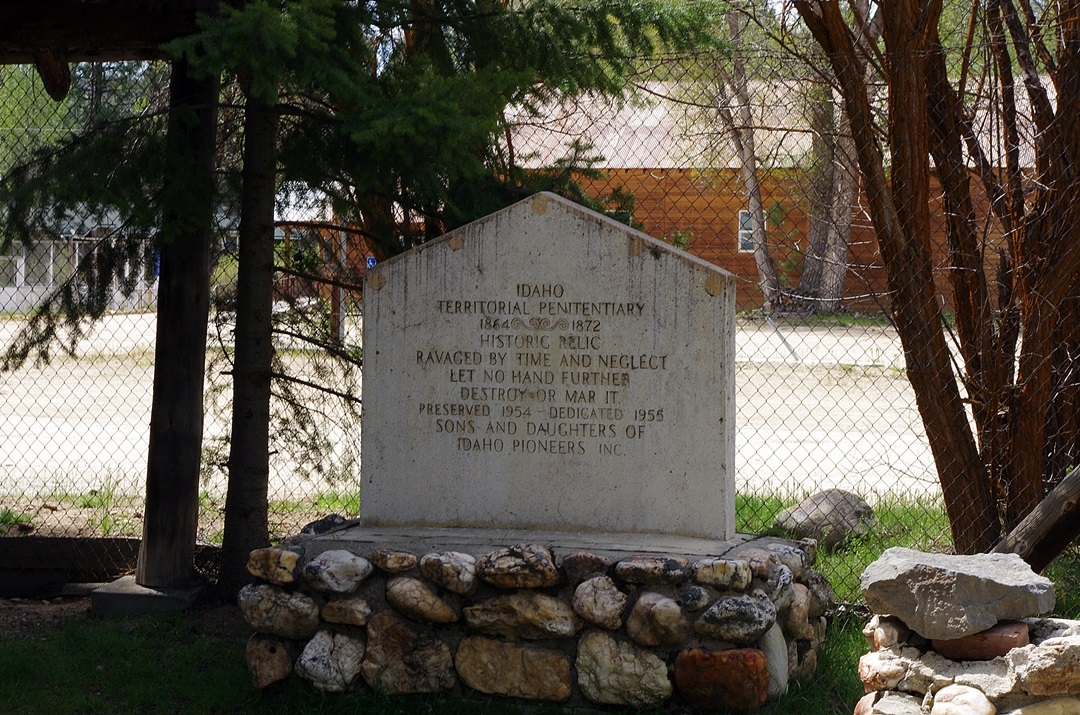 IDAHO
TERRITORIAL PENITENTIARY
1864 1872
HISTORIC RELIC
RAVAGED BY TIME AND NEGLECT
LET NO HAND FURTHER
DESTROY OR MAR IT.
PRESERVED 1954 - DEDICATED 1955
SONS AND DAUGHTERS OF
IDAHO PIONEERS INC.